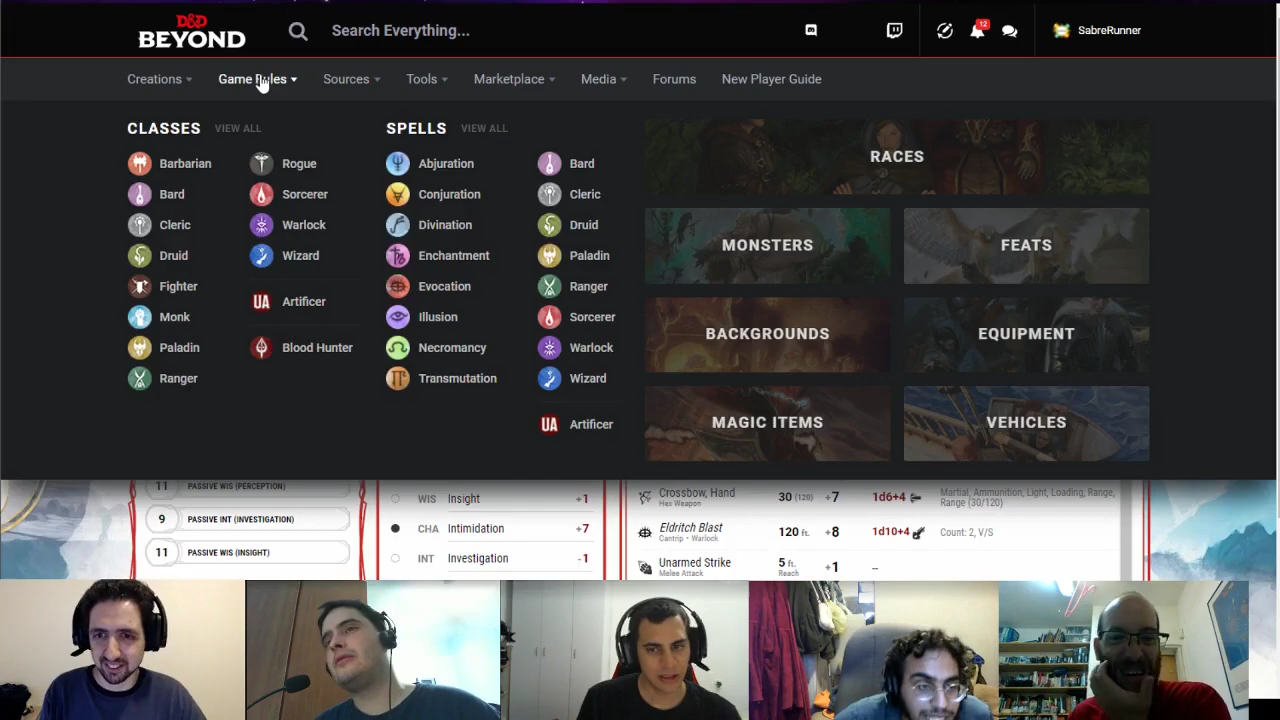 D&D
BEYOND
Search Everything...
12
SabreRunner
Creations
Game Rules
Sources
Tools
Marketplace
Media
Forums
New Player Guide
CLASSES VIEW ALL
Barbarian
Bard
Cleric
Druid
Fighter
Monk
Paladin
Ranger
Rogue
Sorcerer
Warlock
Wizard
UA Artificer
Blood Hunter
SPELLS VIEW ALL
Abjuration
Conjuration
Divination
Enchantment
Evocation
Illusion
Necromancy
Transmutation
Bard
Cleric
Druid
Paladin
Ranger
Sorcerer
Warlock
Wizard
UA Artificer
RACES
MONSTERS
FEATS
BACKGROUNDS
EQUIPMENT
MAGIC ITEMS
VEHICLES
11 PASSIVE WIS (PERCEPTION)
9 PASSIVE INT (INVESTIGATION)
11 PASSIVE WIS (INSIGHT)
WIS Insight +1
CHA Intimidation +7
INT Investigation -1
Crossbow, Hand 30 (120) +7 1d6+4 Martial, Ammunition, Light, Loading, Range,
Hex Weapon Range (30/120)
Eldritch Blast 120 ft. +8 1d10+4 Count: 2, V/S
Cantrip • Warlock
Unarmed Strike 5 ft. +1 --
Melee Attack Reach